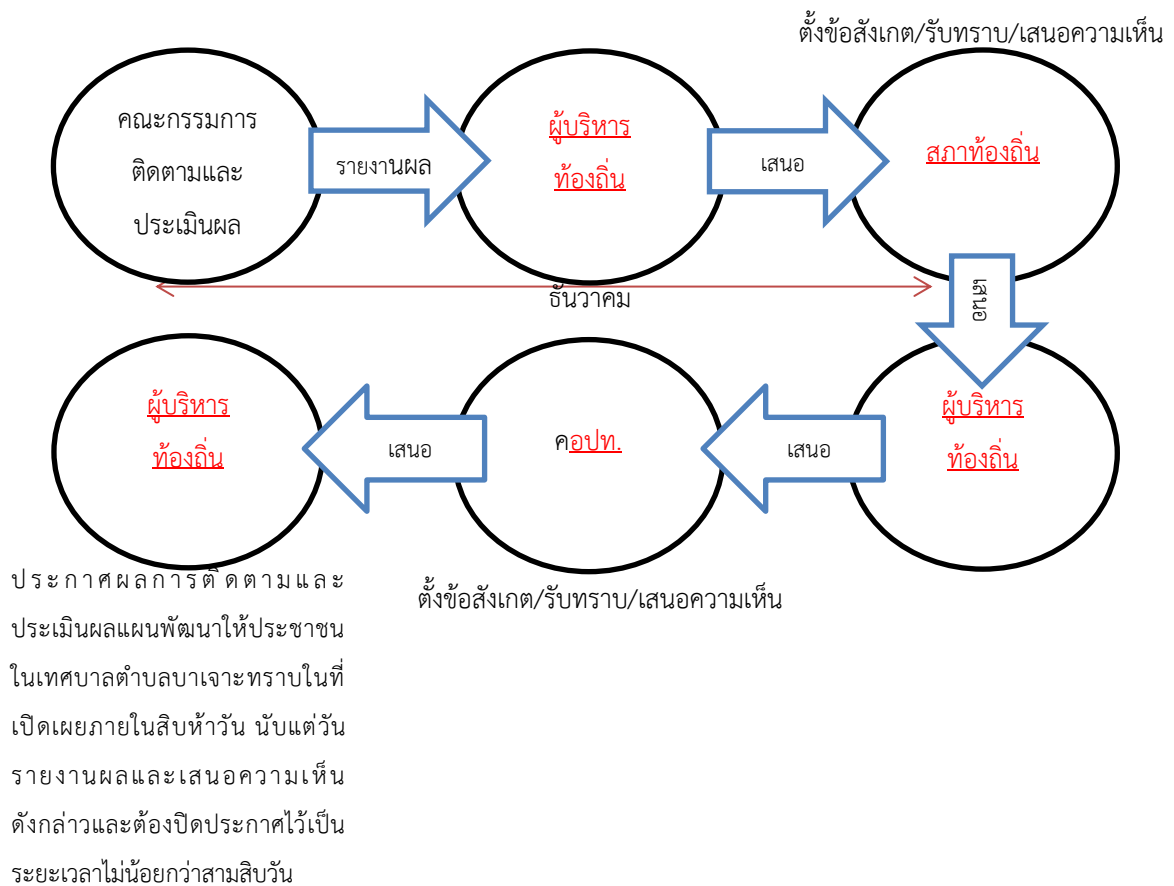 ตั้งข้อสังเกต/รับทราบ/เสนอความเห็น
คณะกรรมการ
ติดตามและ
ประเมินผล
รายงานผล
ผู้บริหาร
ท้องถิ่น
เสนอ
สภาท้องถิ่น
ธันวาคม
เสนอ
ผู้บริหาร
ท้องถิ่น
เสนอ
คอปท.
เสนอ
ผู้บริหาร
ท้องถิ่น
ตั้งข้อสังเกต/รับทราบ/เสนอความเห็น
ประกาศผลการติดตามและ
ประเมินผลแผนพัฒนาให้ประชาชน
ในเทศบาลตำบลบาเจาะทราบในที่
เปิดเผยภายในสิบห้าวัน นับแต่วัน
รายงานผลและเสนอความเห็น
ดังกล่าวและต้องปิดประกาศไว้เป็น
ระยะเวลาไม่น้อยกว่าสามสิบวัน